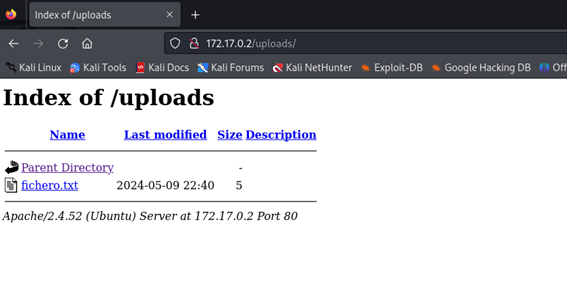 Index of /uploads
172.17.0.2/uploads/
Kali Linux Kali Tools Kali Docs Kali Forums Kali NetHunter Exploit-DB Google Hacking DB Off
Index of /uploads
Name Last modified Size Description
Parent Directory -
fichero.txt 2024-05-09 22:40 5
Apache/2.4.52 (Ubuntu) Server at 172.17.0.2 Port 80